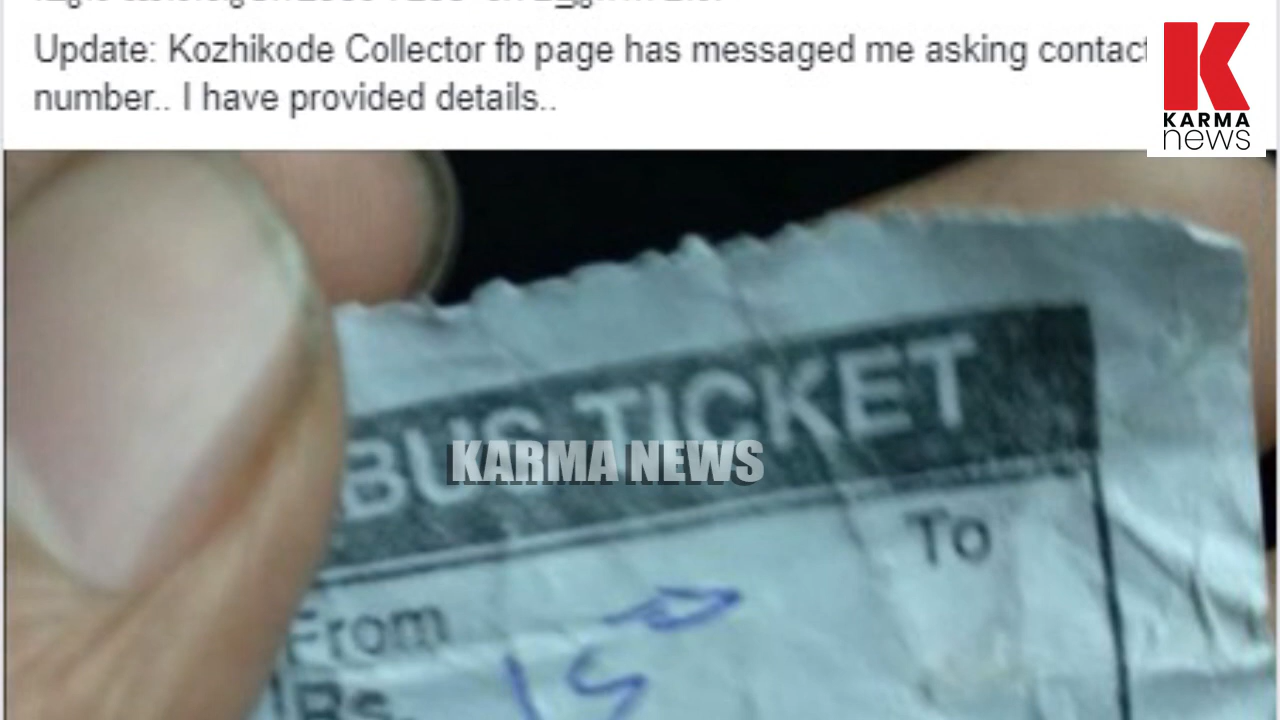 Update: Kozhikode Collector fb page has messaged me asking contact
number.. I have provided details..
KARMA
news
BUS TICKET
KARMA NEWS
To
From
Rs. 15